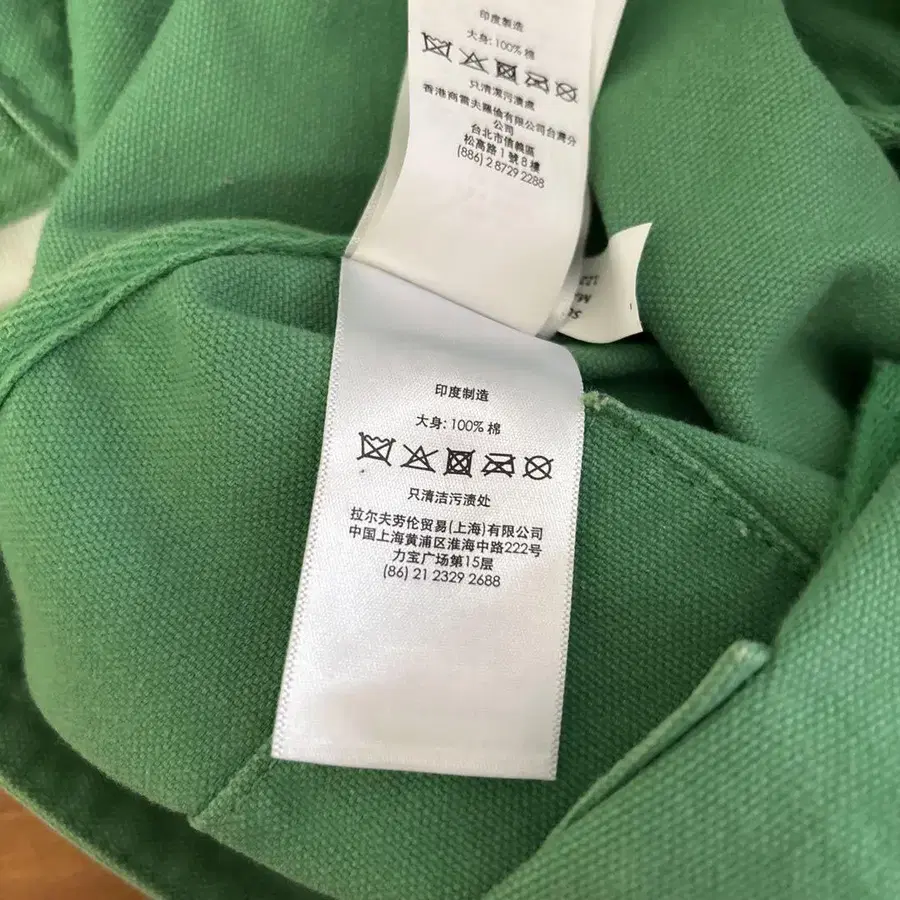 印度製造
大身: 100% 棉
只清潔污漬處
香港商雷夫羅倫有限公司台灣分
公司
台北市信義區
松高路1號8樓
(886) 2 8729 2288
印度制造
大身: 100% 棉
只清洁污渍处
拉尔夫劳伦贸易(上海)有限公司
中国上海黄浦区淮海中路222号
力宝广场第15层
(86) 21 2329 2688